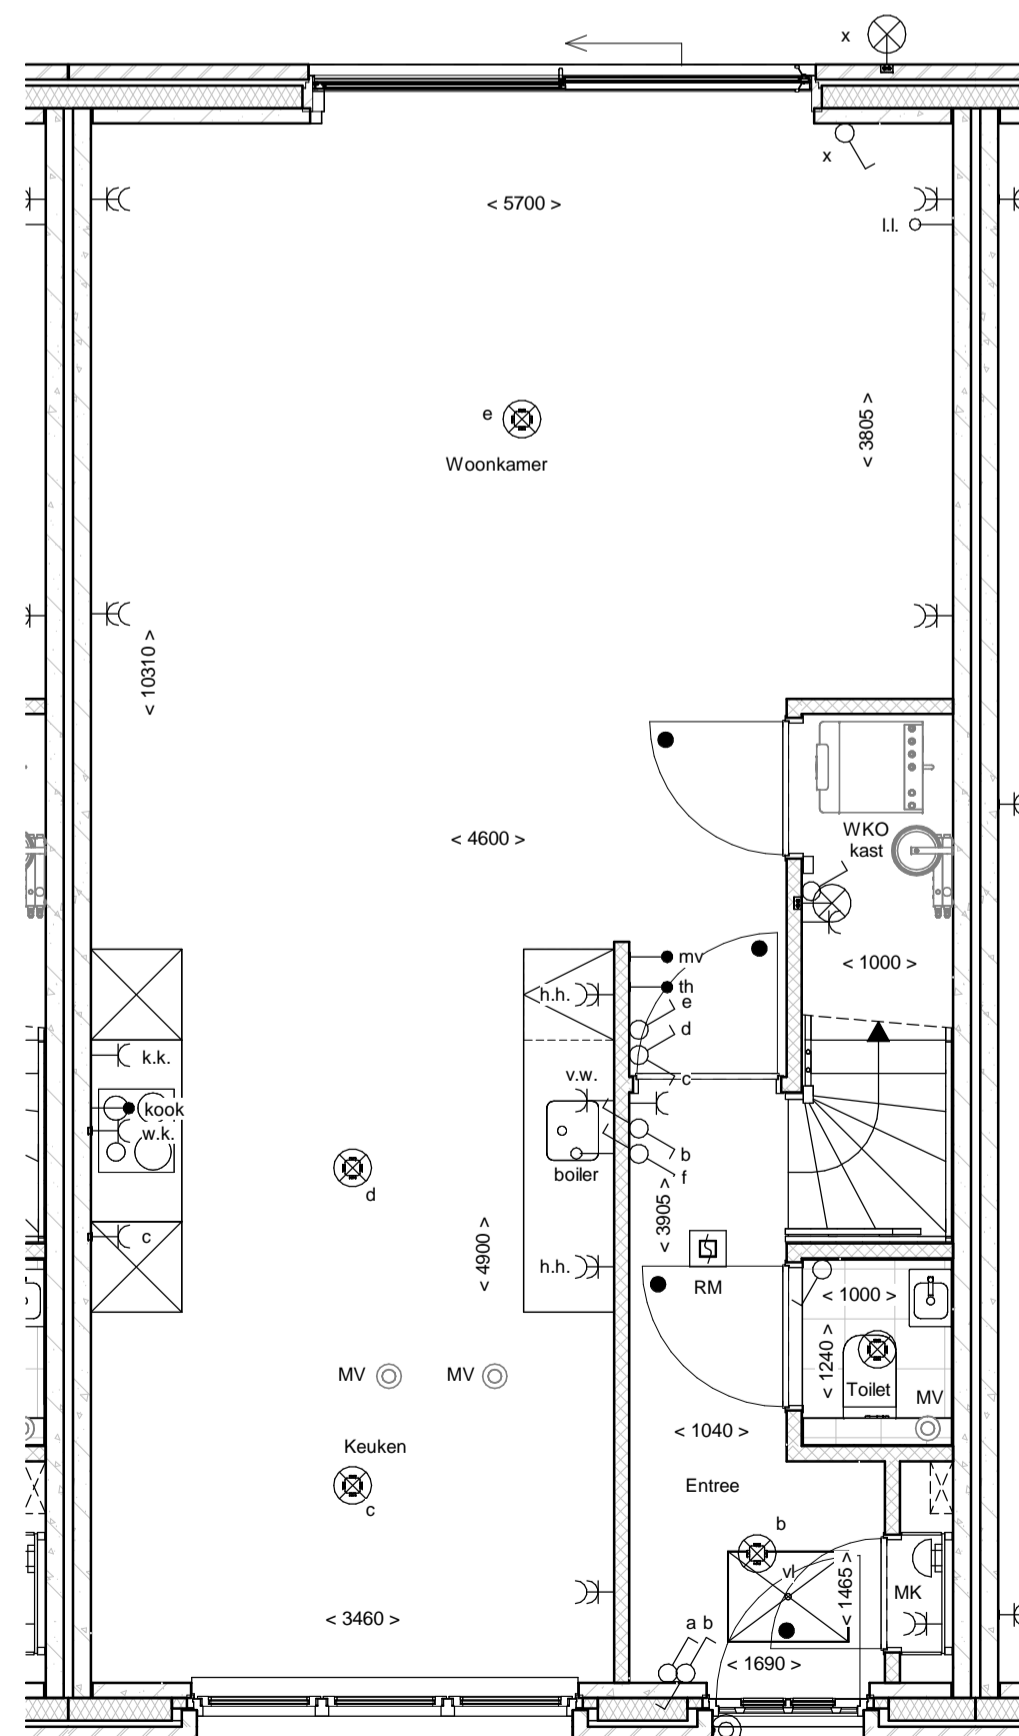 x
x
< 5700 >
l.l.
e
< 3805 >
Woonkamer
< 10310 >
< 4600 >
WKO
kast
mv
< 1000 >
th
h.h.
e
d
k.k.
v.w.
c
kook
w.k.
b
boiler
f
d
< 3905 >
c
< 4900 >
h.h.
RM
< 1000 >
< 1240 >
MV
MV
Toilet
MV
< 1040 >
Keuken
Entree
c
b
vl
< 1465 >
MK
< 3460 >
a b
< 1690 >